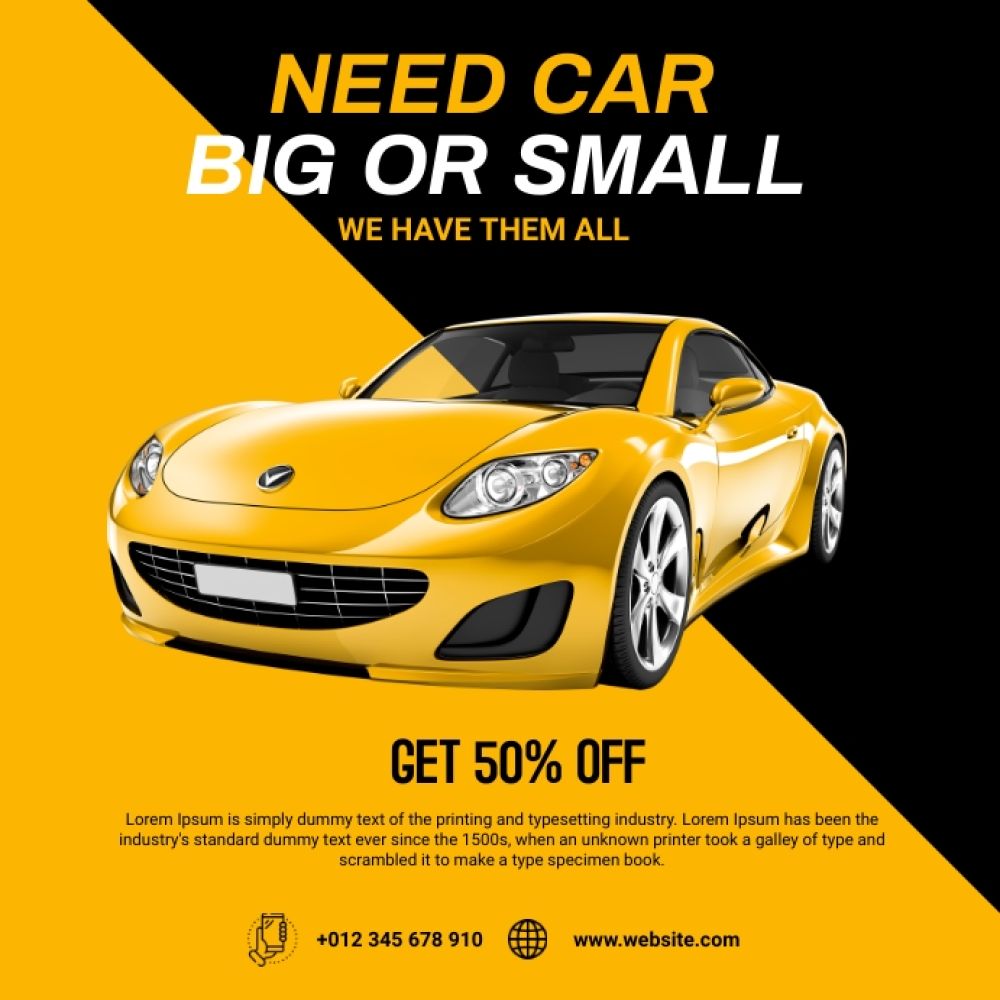 NEED CAR
BIG OR SMALL
WE HAVE THEM ALL
GET 50% OFF
Lorem Ipsum is simply dummy text of the printing and typesetting industry. Lorem Ipsum has been the
industry's standard dummy text ever since the 1500s, when an unknown printer took a galley of type and
scrambled it to make a type specimen book.
+012 345 678 910 www.website.com